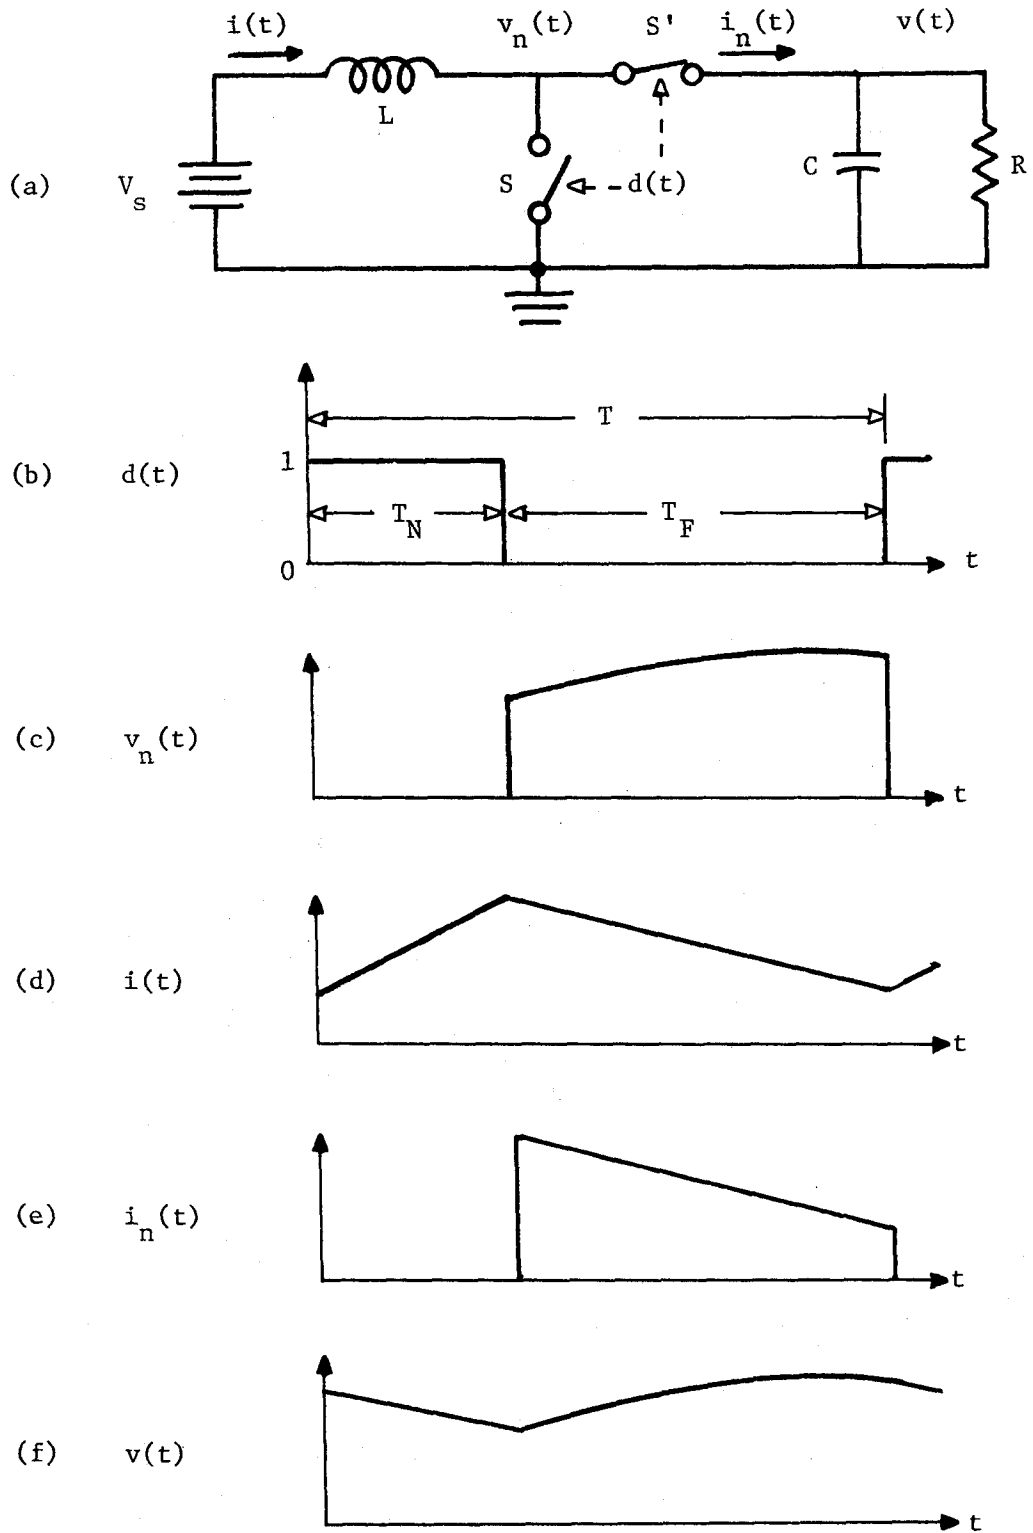 i(t) v_n(t) S' i_n(t) v(t)
L
(a) V_s S d(t) C R
T
1
(b) d(t)
T_N T_F
0 t
(c) v_n(t)
t
(d) i(t)
t
(e) i_n(t)
t
(f) v(t)
t